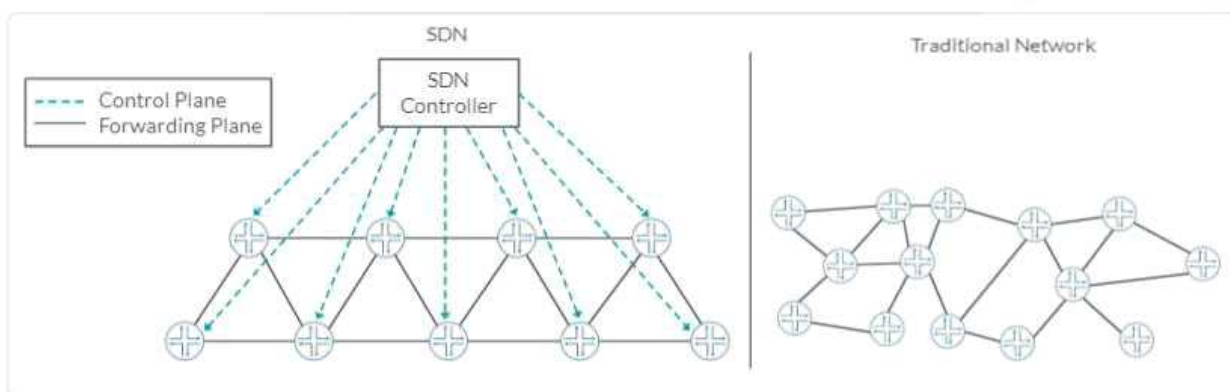 SDN
SDN
Controller
Control Plane
Forwarding Plane
Traditional Network